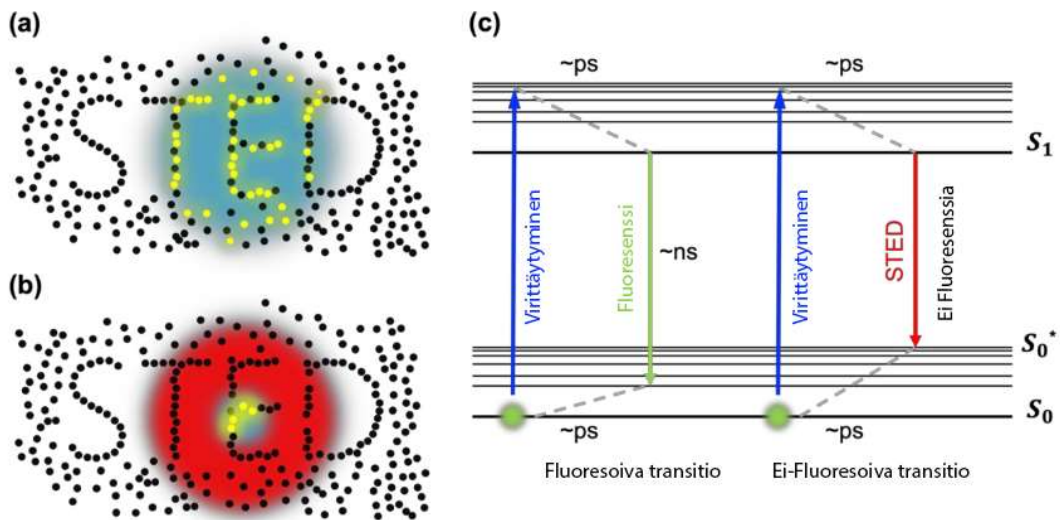 (a)
STED
(b)
STED
(c)
~ps
~ps
S₁
Virittäytyminen
Fluoresenssi
~ns
Virittäytyminen
STED
Ei Fluoresenssia
S₀*
S₀
~ps
~ps
Fluoresoiva transitio
Ei-Fluoresoiva transitio